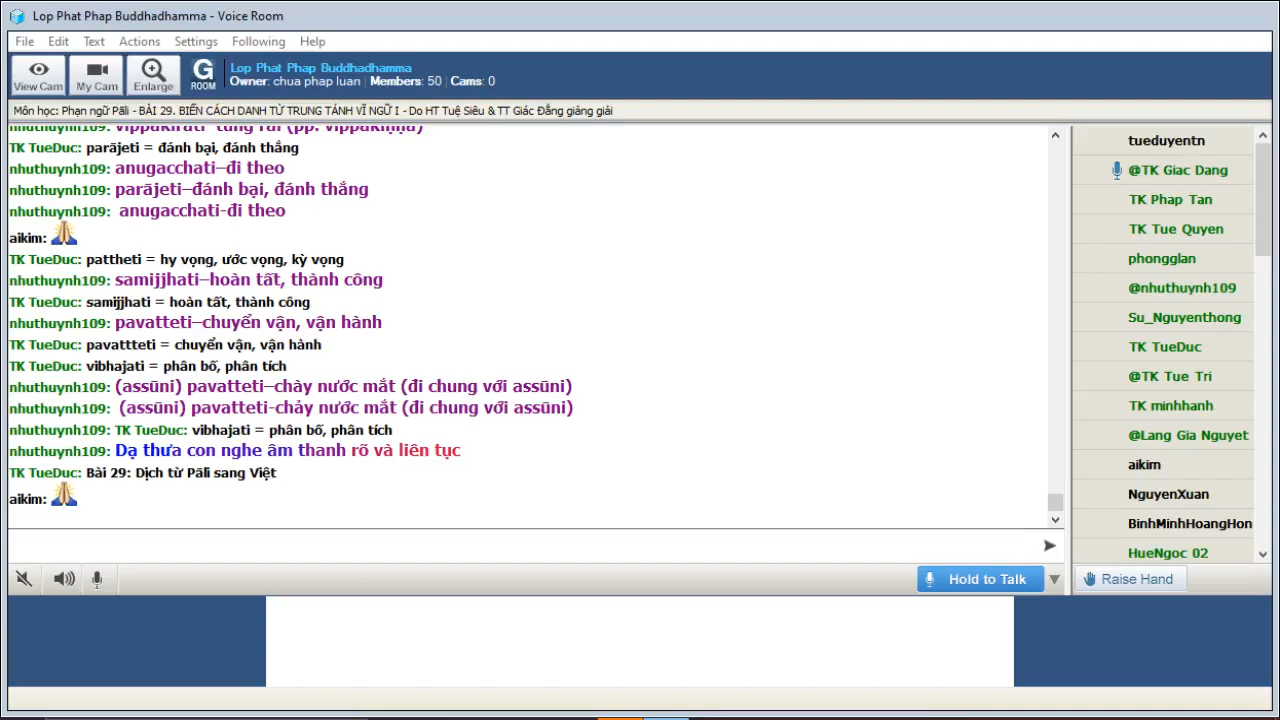 Lop Phat Phap Buddhadhamma - Voice Room
File Edit Text Actions Settings Following Help
View Cam My Cam Enlarge G ROOM
Lop Phat Phap Buddhadhamma
Owner: chua phap luan | Members: 50 | Cams: 0
Môn học: Phạn ngữ Pāli - BÀI 29. BIẾN CÁCH DANH TỪ TRUNG TÁNH VĨ NGỮ I - Do HT Tuệ Siêu & TT Giác Đẳng giảng giải
nhuthuynh109: vippakirati
TK TueDuc: parājeti = đánh bại, đánh thắng
nhuthuynh109: anugacchati–đi theo
nhuthuynh109: parājeti–đánh bại, đánh thắng
nhuthuynh109: anugacchati-đi theo
aikim:
TK TueDuc: pattheti = hy vọng, ước vọng, kỳ vọng
nhuthuynh109: samijjhati–hoàn tất, thành công
TK TueDuc: samijjhati = hoàn tất, thành công
nhuthuynh109: pavatteti–chuyển vận, vận hành
TK TueDuc: pavattteti = chuyển vận, vận hành
TK TueDuc: vibhajati = phân bố, phân tích
nhuthuynh109: (assūni) pavatteti–chảy nước mắt (đi chung với assūni)
nhuthuynh109: (assūni) pavatteti-chảy nước mắt (đi chung với assūni)
nhuthuynh109: TK TueDuc: vibhajati = phân bố, phân tích
nhuthuynh109: Dạ thưa con nghe âm thanh rõ và liên tục
TK TueDuc: Bài 29: Dịch từ Pāli sang Việt
aikim:
Hold to Talk
tueduyentn
@TK Giac Dang
TK Phap Tan
TK Tue Quyen
phongglan
@nhuthuynh109
Su_Nguyenthong
TK TueDuc
@TK Tue Tri
TK minhhanh
@Lang Gia Nguyet
aikim
NguyenXuan
BinhMinhHoangHon
HueNgoc 02
Raise Hand